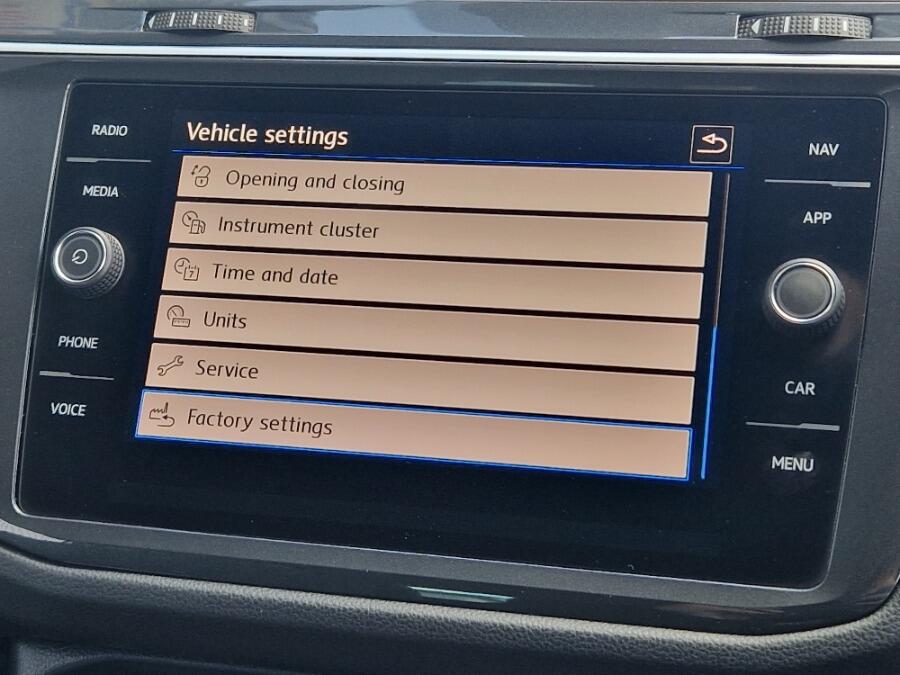 RADIO
MEDIA
PHONE
VOICE
Vehicle settings
Opening and closing
Instrument cluster
7
Time and date
Units
Service
Factory settings
NAV
APP
CAR
MENU